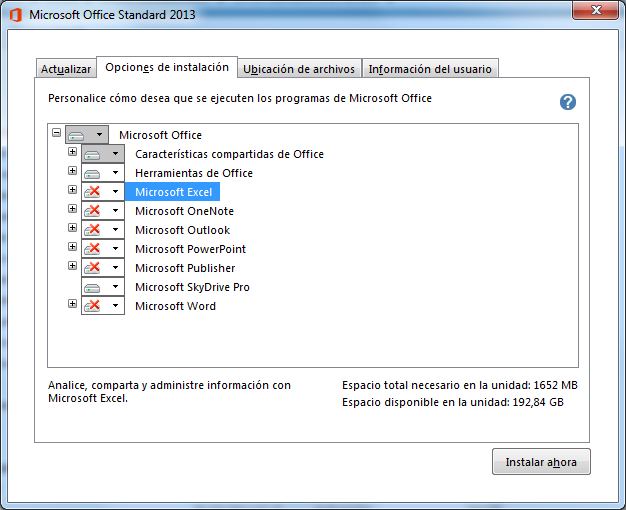 Microsoft Office Standard 2013
Actualizar
Opciones de instalación
Ubicación de archivos
Información del usuario
Personalice cómo desea que se ejecuten los programas de Microsoft Office
Microsoft Office
Características compartidas de Office
Herramientas de Office
Microsoft Excel
Microsoft OneNote
Microsoft Outlook
Microsoft PowerPoint
Microsoft Publisher
Microsoft SkyDrive Pro
Microsoft Word
Analice, comparta y administre información con
Microsoft Excel.
Espacio total necesario en la unidad: 1652 MB
Espacio disponible en la unidad: 192,84 GB
Instalar ahora